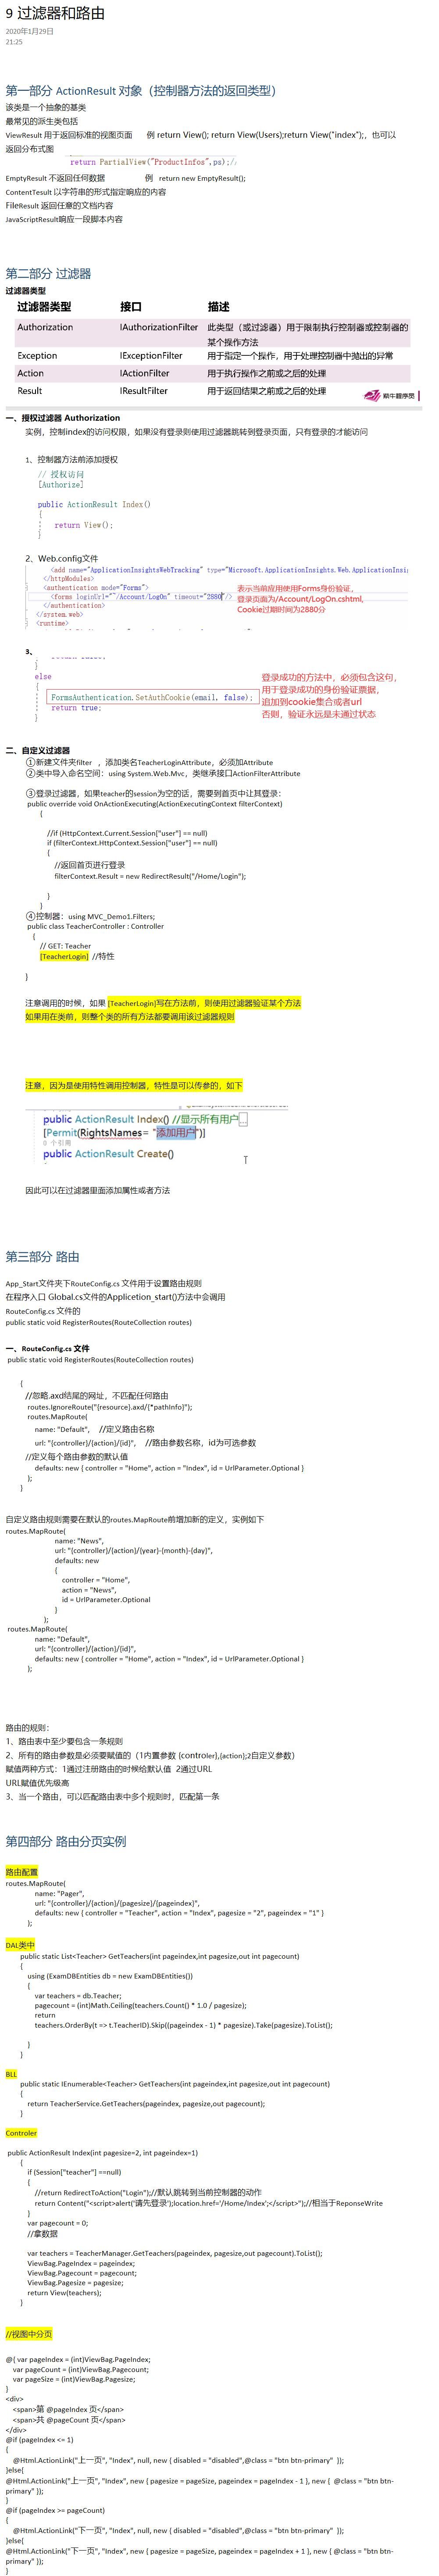 9 过滤器和路由
2020年1月29日
21:25
第一部分 ActionResult 对象（控制器方法的返回类型）
该类是一个抽象的基类
最常见的派生类包括
ViewResult 用于返回标准的视图页面 例 return View(); return View(Users);return View("index");，也可以
返回分布式图
return PartialView("ProductInfos",ps);/
EmptyResult 不返回任何数据 例 return new EmptyResult();
ContentTesult 以字符串的形式指定响应的内容
FileResult 返回任意的文档内容
JavaScriptResult响应一段脚本内容
第二部分 过滤器
过滤器类型
过滤器类型 接口 描述
Authorization IAuthorizationFilter 此类型（或过滤器）用于限制执行控制器或控制器的
某个操作方法
Exception IExceptionFilter 用于指定一个操作，用于处理控制器中抛出的异常
Action IActionFilter 用于执行操作之前或之后的处理
Result IResultFilter 用于返回结果之前或之后的处理
蜗牛程序员
一、授权过滤器 Authorization
实例，控制index的访问权限，如果没有登录则使用过滤器跳转到登录页面，只有登录的才能访问
1、控制器方法前添加授权
// 授权访问
[Authorize]
public ActionResult Index()
{
return View();
}
2、Web.config文件
<add name="ApplicationInsightsWebTracking" type="Microsoft.ApplicationInsights.Web.ApplicationInsi
</httpModules>
<authentication mode="Forms">
<forms loginUrl="~/Account/LogOn" timeout="2880"/>
</authentication>
</system.web>
<runtime>
表示当前应用使用Forms身份验证，
登录页面为/Account/LogOn.cshtml,
Cookie过期时间为2880分
3、
}
else
{
FormsAuthentication.SetAuthCookie(email, false);
return true;
}
登录成功的方法中，必须包含这句，
用于登录成功的身份验证票据，
追加到cookie集合或者url
否则，验证永远是未通过状态
二、自定义过滤器
①新建文件夹filter ，添加类名TeacherLoginAttribute，必须加Attribute
②类中导入命名空间：using System.Web.Mvc，类继承接口ActionFilterAttribute
③登录过滤器，如果teacher的session为空的话，需要到首页中让其登录：
public override void OnActionExecuting(ActionExecutingContext filterContext)
{
//if (HttpContext.Current.Session["user"] == null)
if (filterContext.HttpContext.Session["user"] == null)
{
//返回首页进行登录
filterContext.Result = new RedirectResult("/Home/Login");
}
}
④控制器：using MVC_Demo1.Filters;
public class TeacherController : Controller
{
// GET: Teacher
[TeacherLogin] //特性
}
注意调用的时候，如果 [TeacherLogin]写在方法前，则使用过滤器验证某个方法
如果用在类前，则整个类的所有方法都要调用该过滤器规则
注意，因为是使用特性调用控制器，特性是可以传参的，如下
public ActionResult Index() //显示所有用户...
[Permit(RightsNames= "添加用户")]
0 个引用
public ActionResult Create()
因此可以在过滤器里面添加属性或者方法
第三部分 路由
App_Start文件夹下RouteConfig.cs 文件用于设置路由规则
在程序入口 Global.cs文件的Applicetion_start()方法中会调用
RouteConfig.cs 文件的
public static void RegisterRoutes(RouteCollection routes)
一、RouteConfig.cs 文件
public static void RegisterRoutes(RouteCollection routes)
{
//忽略.axd结尾的网址，不匹配任何路由
routes.IgnoreRoute("{resource}.axd/{*pathInfo}");
routes.MapRoute(
name: "Default", //定义路由名称
url: "{controller}/{action}/{id}", //路由参数名称，id为可选参数
//定义每个路由参数的默认值
defaults: new { controller = "Home", action = "Index", id = UrlParameter.Optional }
);
}
自定义路由规则需要在默认的routes.MapRoute前增加新的定义，实例如下
routes.MapRoute(
name: "News",
url: "{controller}/{action}/{year}-{month}-{day}",
defaults: new
{
controller = "Home",
action = "News",
id = UrlParameter.Optional
}
);
routes.MapRoute(
name: "Default",
url: "{controller}/{action}/{id}",
defaults: new { controller = "Home", action = "Index", id = UrlParameter.Optional }
);
路由的规则：
1、路由表中至少要包含一条规则
2、所有的路由参数是必须要赋值的（1内置参数 {controler},{action};2自定义参数）
赋值两种方式：1通过注册路由的时候给默认值 2通过URL
URL赋值优先级高
3、当一个路由，可以匹配路由表中多个规则时，匹配第一条
第四部分 路由分页实例
路由配置
routes.MapRoute(
name: "Pager",
url: "{controller}/{action}/{pagesize}/{pageindex}",
defaults: new { controller = "Teacher", action = "Index", pagesize = "2", pageindex = "1" }
);
DAL类中
public static List<Teacher> GetTeachers(int pageindex,int pagesize,out int pagecount)
{
using (ExamDBEntities db = new ExamDBEntities())
{
var teachers = db.Teacher;
pagecount = (int)Math.Ceiling(teachers.Count() * 1.0 / pagesize);
return
teachers.OrderBy(t => t.TeacherID).Skip((pageindex - 1) * pagesize).Take(pagesize).ToList();
}
}
BLL
public static IEnumerable<Teacher> GetTeachers(int pageindex,int pagesize,out int pagecount)
{
return TeacherService.GetTeachers(pageindex, pagesize,out pagecount);
}
Controler
public ActionResult Index(int pagesize=2, int pageindex=1)
{
if (Session["teacher"] ==null)
{
//return RedirectToAction("Login");//默认跳转到当前控制器的动作
return Content("<script>alert('请先登录');location.href='/Home/Index';</script>");//相当于ReponseWrite
}
var pagecount = 0;
//拿数据
var teachers = TeacherManager.GetTeachers(pageindex, pagesize,out pagecount).ToList();
ViewBag.PageIndex = pageindex;
ViewBag.Pagecount = pagecount;
ViewBag.Pagesize = pagesize;
return View(teachers);
}
//视图中分页
@{ var pageIndex = (int)ViewBag.PageIndex;
var pageCount = (int)ViewBag.Pagecount;
var pageSize = (int)ViewBag.Pagesize;
}
<div>
<span>第 @pageIndex 页</span>
<span>共 @pageCount 页</span>
</div>
@if (pageIndex <= 1)
{
@Html.ActionLink("上一页", "Index", null, new { disabled = "disabled",@class = "btn btn-primary" });
}else{
@Html.ActionLink("上一页", "Index", new { pagesize = pageSize, pageindex = pageIndex - 1 }, new { @class = "btn btn-
primary" });
}
@if (pageIndex >= pageCount)
{
@Html.ActionLink("下一页", "Index", null, new { disabled = "disabled",@class = "btn btn-primary" });
}else{
@Html.ActionLink("下一页", "Index", new { pagesize = pageSize, pageindex = pageIndex + 1 }, new { @class = "btn btn-
primary" });
}